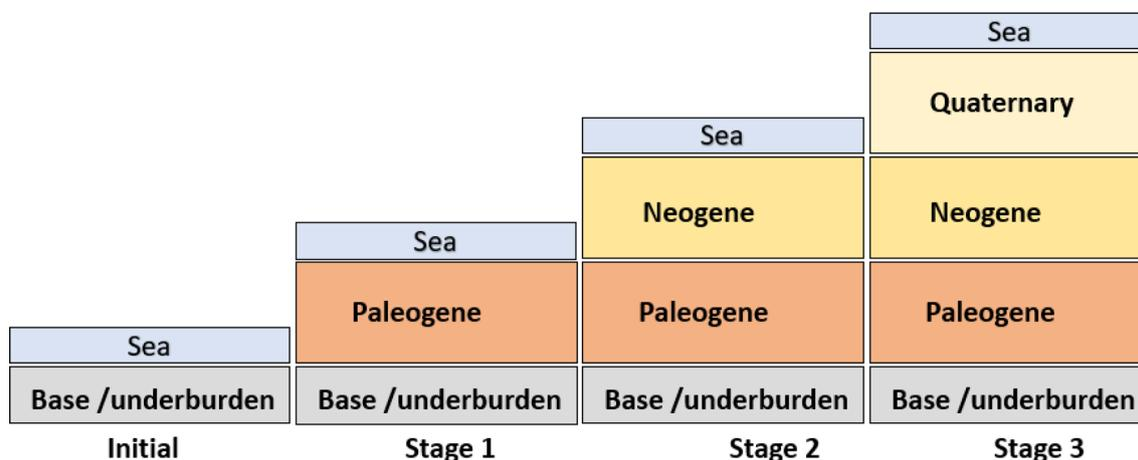 Sea
Quaternary
Sea
Neogene
Neogene
Sea
Paleogene
Paleogene
Paleogene
Sea
Base /underburden
Base /underburden
Base /underburden
Base /underburden
Initial
Stage 1
Stage 2
Stage 3